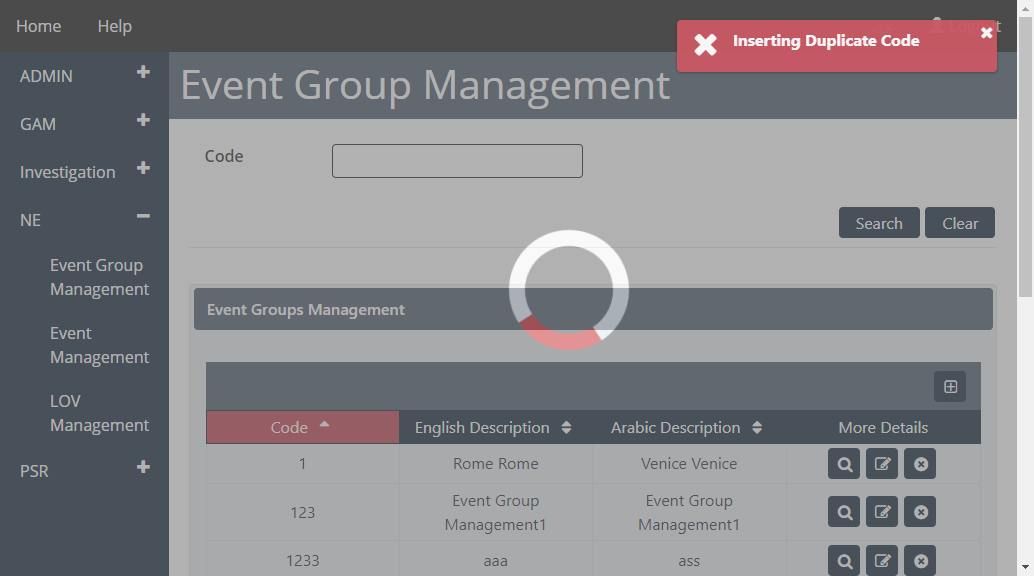 Home Help
Inserting Duplicate Code
ADMIN
GAM
Investigation
NE
Event Group
Management
Event
Management
LOV
Management
PSR
Event Group Management
Code
Search Clear
Event Groups Management
Code English Description Arabic Description More Details
1 Rome Rome Venice Venice
123 Event Group Management1 Event Group Management1
1233 aaa ass